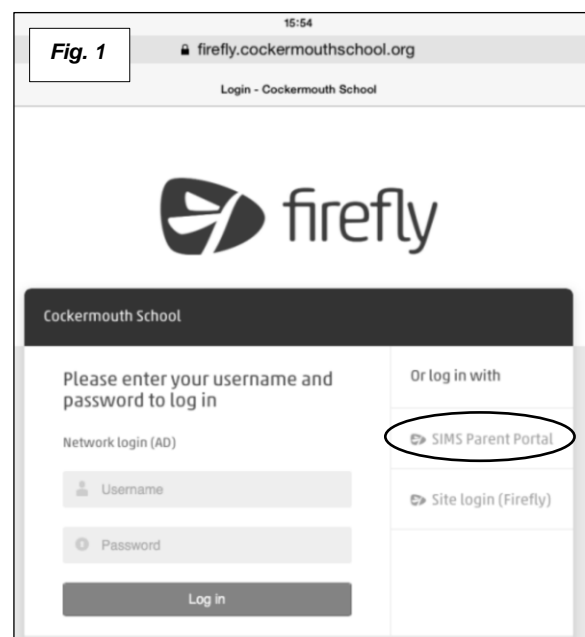 15:54
Fig. 1
firefly.cockermouthschool.org
Login - Cockermouth School
firefly
Cockermouth School
Please enter your username and
password to log in
Network login (AD)
Username
Password
Log in
Or log in with
SIMS Parent Portal
Site login (Firefly)